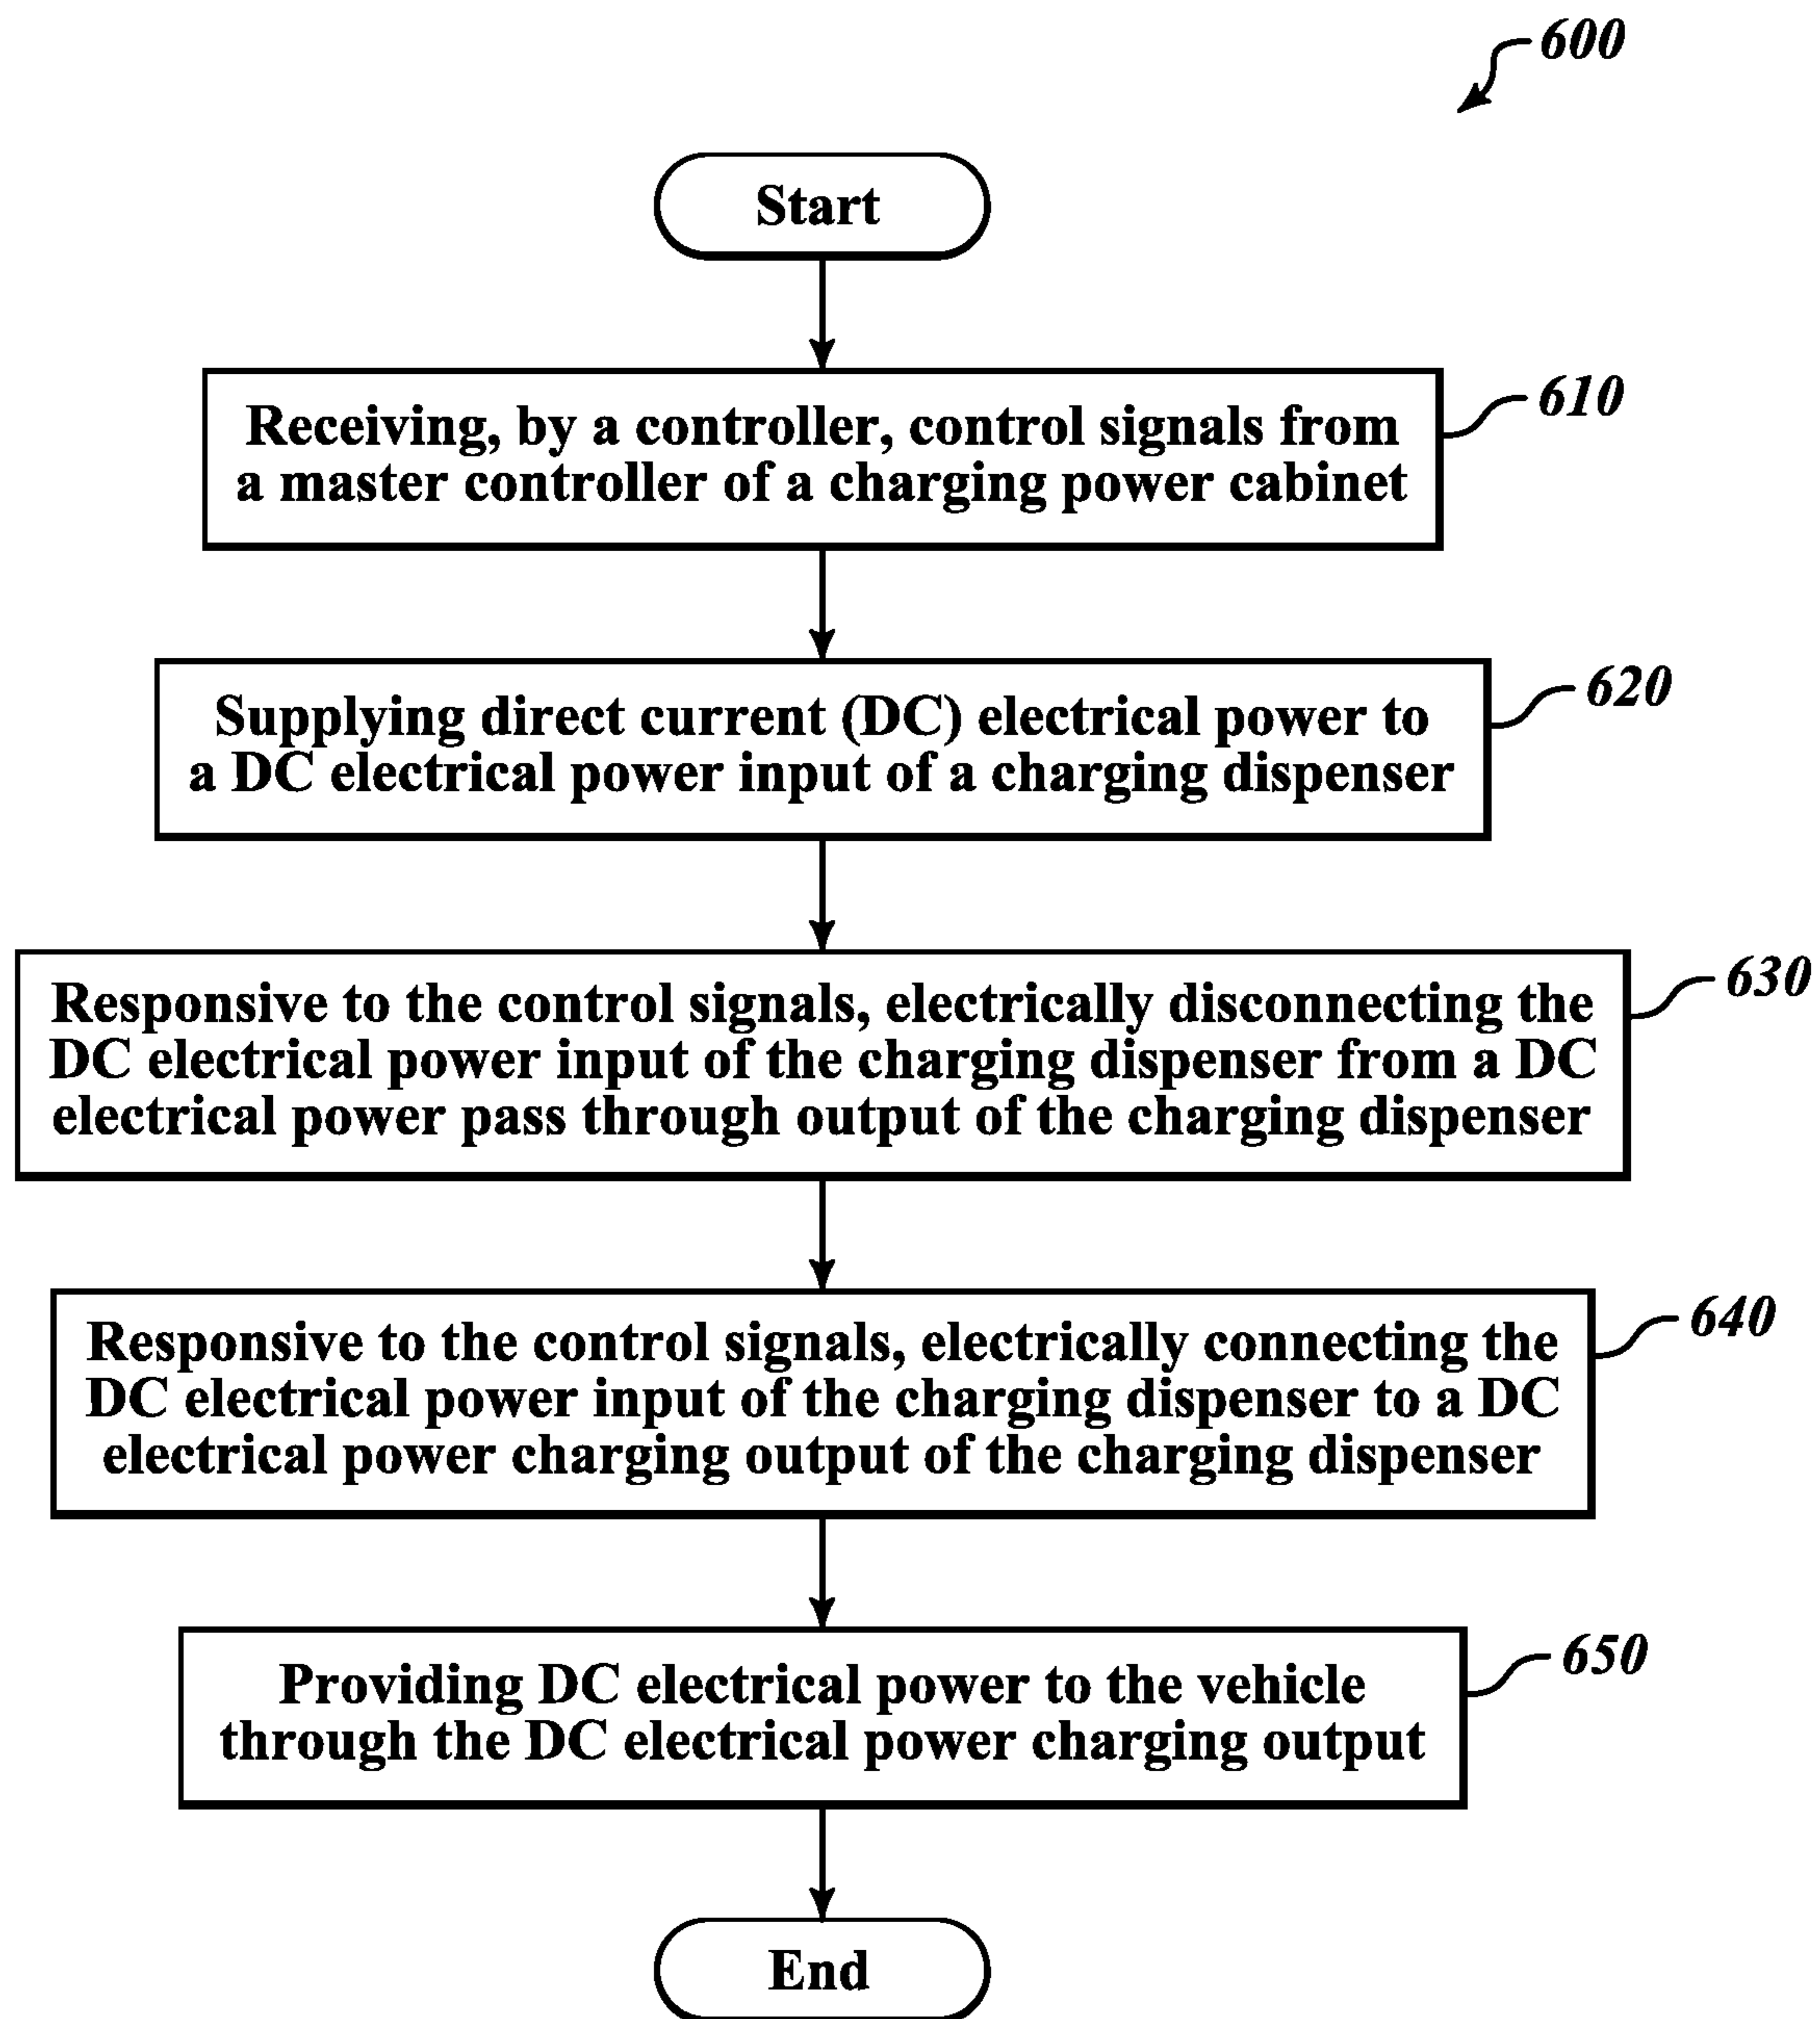 600
Start
Receiving, by a controller, control signals from
a master controller of a charging power cabinet
610
Supplying direct current (DC) electrical power to
a DC electrical power input of a charging dispenser
620
Responsive to the control signals, electrically disconnecting the
DC electrical power input of the charging dispenser from a DC
electrical power pass through output of the charging dispenser
630
Responsive to the control signals, electrically connecting the
DC electrical power input of the charging dispenser to a DC
electrical power charging output of the charging dispenser
640
Providing DC electrical power to the vehicle
through the DC electrical power charging output
650
End